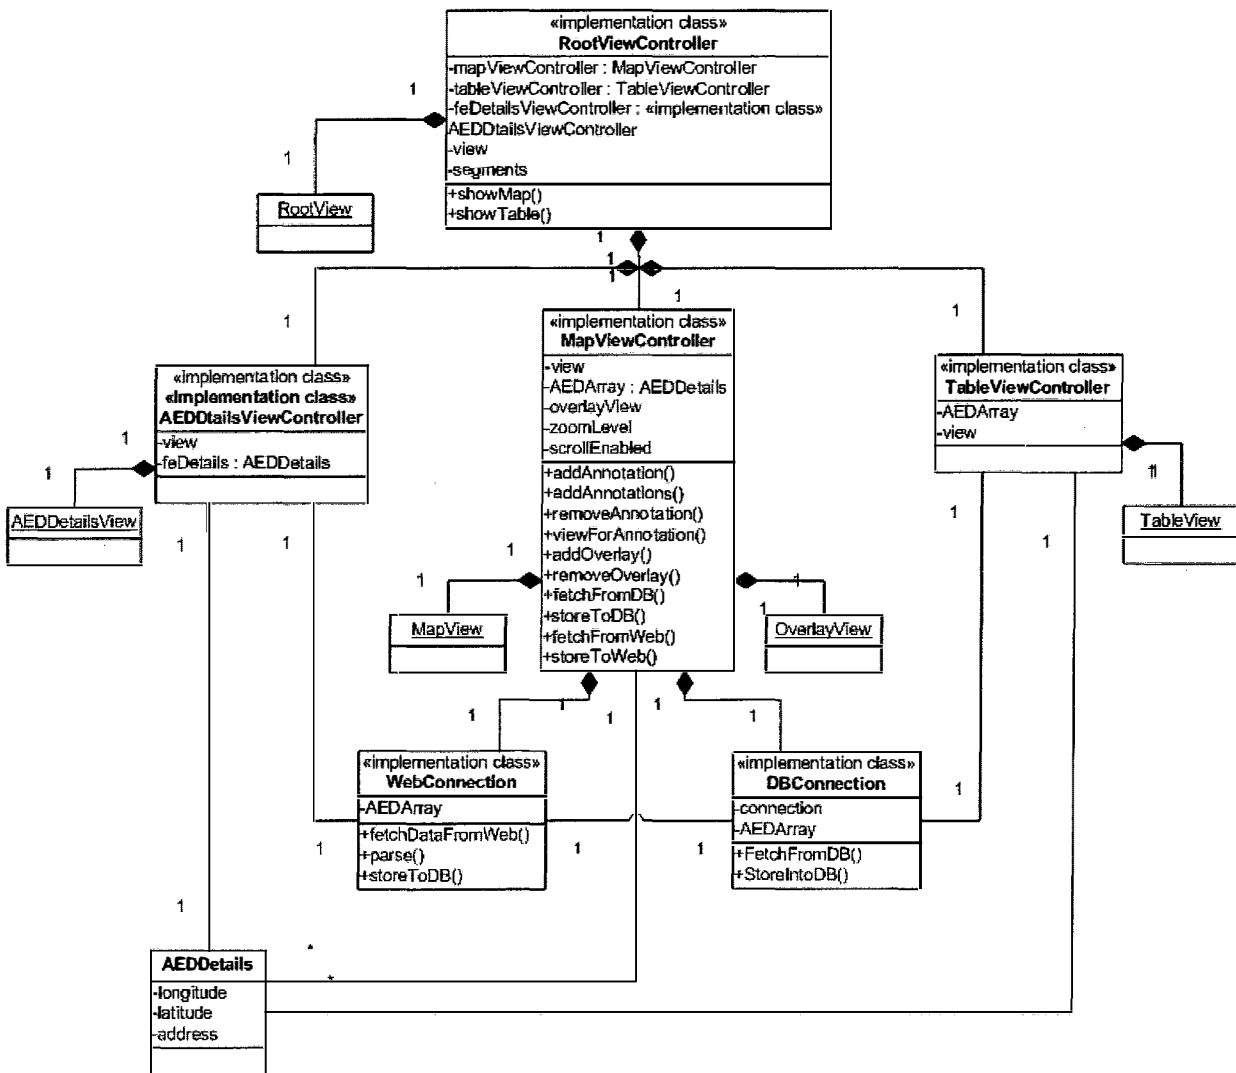 «implementation class»
RootViewController
-mapViewController : MapViewController
-tableViewController : TableViewController
-feDetailsViewController : «implementation class»
AEDDtailsViewController
-view
-segments
+showMap()
+showTable()
1
1
RootView
1
1
1
1
1
1
«implementation class»
MapViewController
-view
-AEDArray : AEDDetails
-overlayView
-zoomLevel
-scrollEnabled
+addAnnotation()
+addAnnotations()
+removeAnnotation()
+viewForAnnotation()
+addOverlay()
+removeOverlay()
+fetchFromDB()
+storeToDB()
+fetchFromWeb()
+storeToWeb()
«implementation class»
«Implementation class»
AEDDtailsViewController
-view
-feDetails : AEDDetails
«implementation class»
TableViewController
-AEDArray
-view
1
1
AEDDetailsView
11
TableView
1
1
1
1
1
1
MapView
1
1
OverlayView
1
1
1
1
1
«implementation class»
WebConnection
-AEDArray
+fetchDataFromWeb()
+parse()
+storeToDB()
«implementation class»
DBConnection
-connection
-AEDArray
+FetchFromDB()
+StoreIntoDB()
1
1
1
1
1
*
*
AEDDetails
-longitude
-latitude
-address